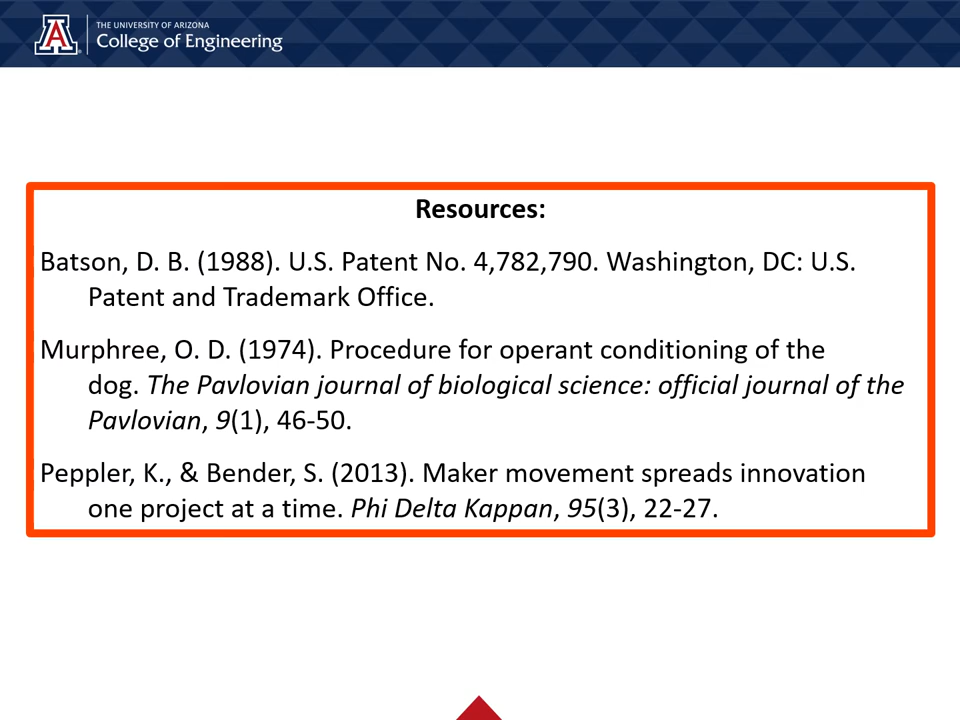 THE UNIVERSITY OF ARIZONA
College of Engineering
Resources:
Batson, D. B. (1988). U.S. Patent No. 4,782,790. Washington, DC: U.S.
Patent and Trademark Office.
Murphree, O. D. (1974). Procedure for operant conditioning of the
dog. The Pavlovian journal of biological science: official journal of the
Pavlovian, 9(1), 46-50.
Peppler, K., & Bender, S. (2013). Maker movement spreads innovation
one project at a time. Phi Delta Kappan, 95(3), 22-27.